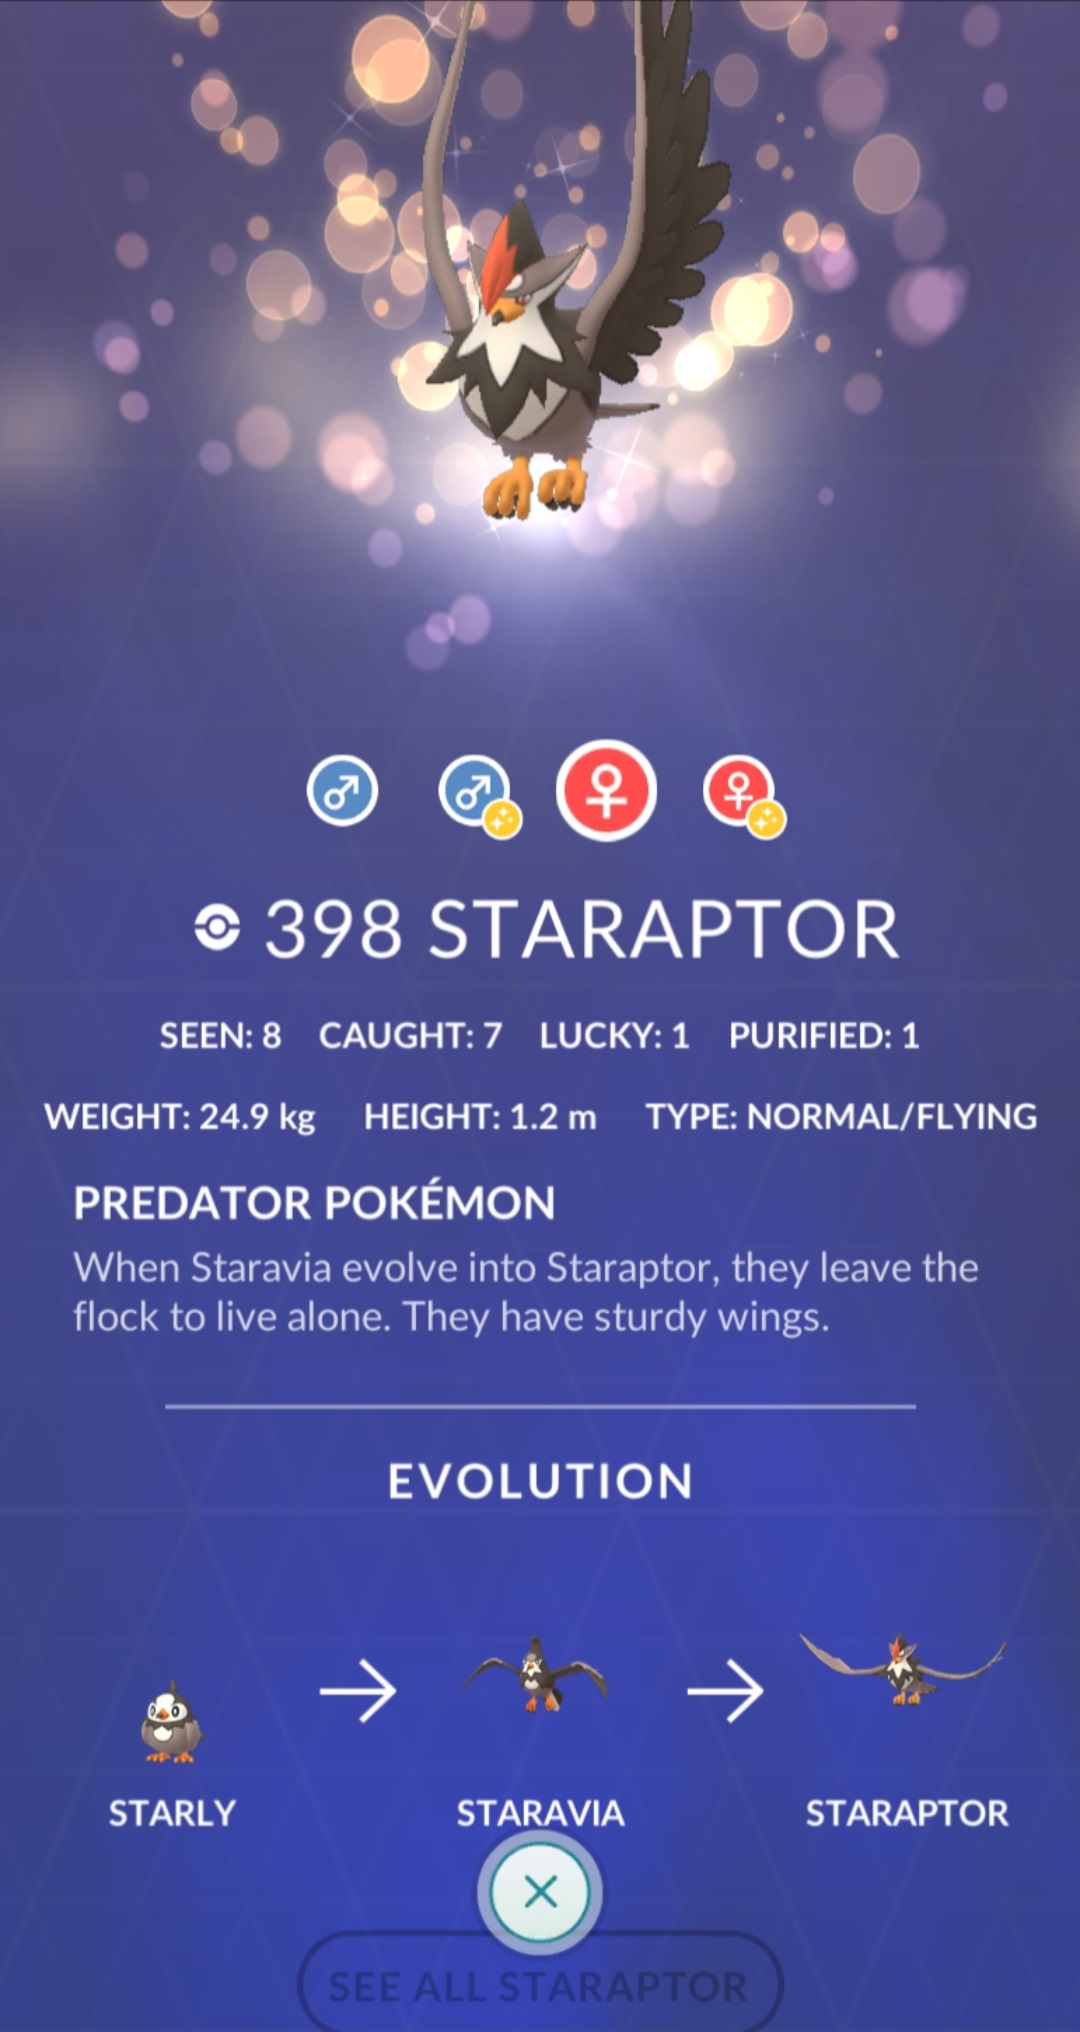 398 STARAPTOR
SEEN: 8 CAUGHT: 7 LUCKY: 1 PURIFIED: 1
WEIGHT: 24.9 kg HEIGHT: 1.2 m TYPE: NORMAL/FLYING
PREDATOR POKÉMON
When Staravia evolve into Staraptor, they leave the
flock to live alone. They have sturdy wings.
EVOLUTION
STARLY STARAVIA STARAPTOR
SEE ALL STARAPTOR